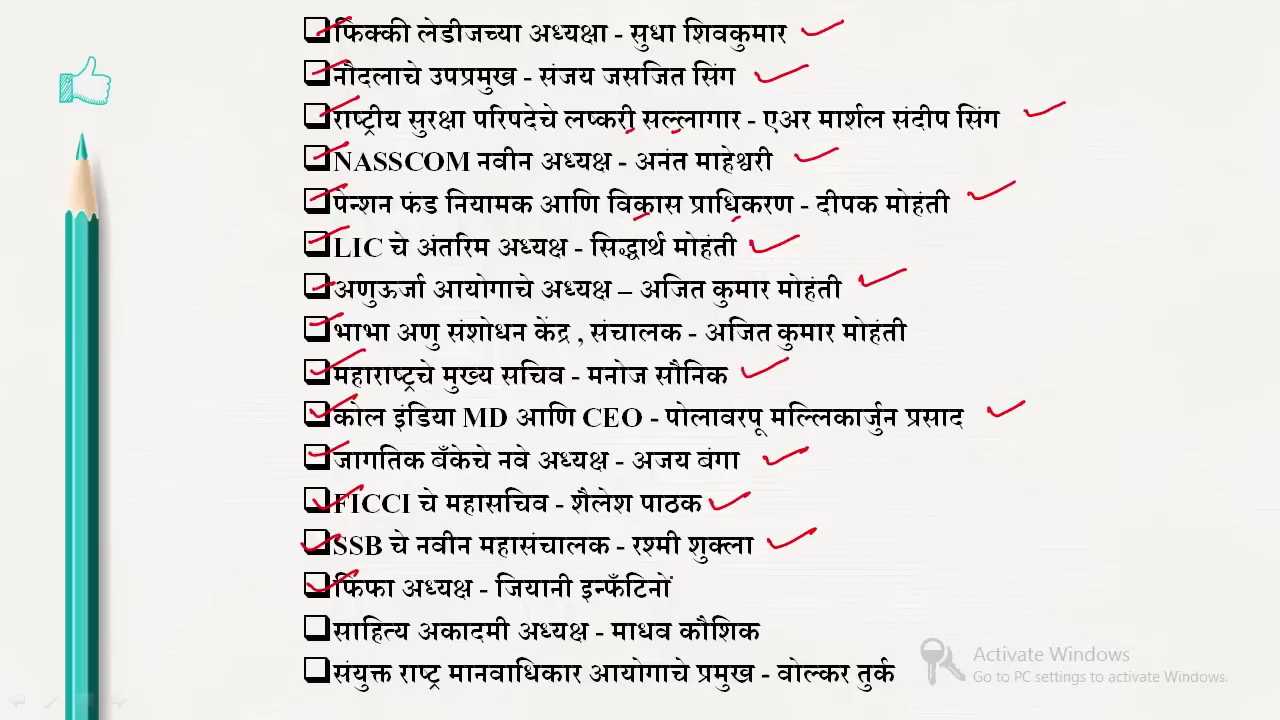 फिक्की लेडीजच्या अध्यक्षा - सुधा शिवकुमार
नौदलाचे उपप्रमुख - संजय जसजित सिंग
राष्ट्रीय सुरक्षा परिषदेचे लष्करी सल्लागार - एअर मार्शल संदीप सिंग
NASSCOM नवीन अध्यक्ष - अनंत माहेश्वरी
पेन्शन फंड नियामक आणि विकास प्राधिकरण - दीपक मोहंती
LIC चे अंतरिम अध्यक्ष - सिद्धार्थ मोहंती
अणुऊर्जा आयोगाचे अध्यक्ष – अजित कुमार मोहंती
भाभा अणु संशोधन केंद्र , संचालक - अजित कुमार मोहंती
महाराष्ट्रचे मुख्य सचिव - मनोज सौनिक
कोल इंडिया MD आणि CEO - पोलावरपू मल्लिकार्जुन प्रसाद
जागतिक बँकेचे नवे अध्यक्ष - अजय बंगा
FICCI चे महासचिव - शैलेश पाठक
SSB चे नवीन महासंचालक - रश्मी शुक्ला
फिफा अध्यक्ष - जियानी इन्फँटिनो
साहित्य अकादमी अध्यक्ष - माधव कौशिक
संयुक्त राष्ट्र मानवाधिकार आयोगाचे प्रमुख - वोल्कर तुर्क
Activate Windows
Go to PC settings to activate Windows.